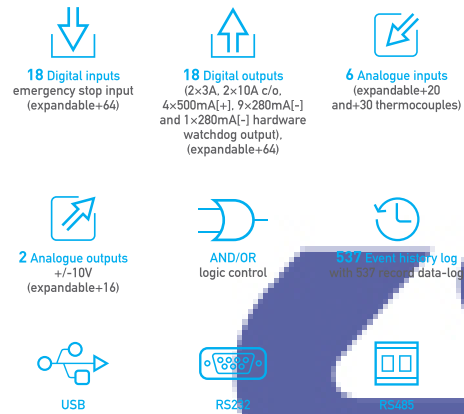 18 Digital inputs
emergency stop input
(expandable+64)
18 Digital outputs
(2×3A, 2×10A c/o,
4×500mA[+], 9×280mA[-]
and 1×280mA[-] hardware
watchdog output),
(expandable+64)
6 Analogue inputs
(expandable+20
and+30 thermocouples)
2 Analogue outputs
+/-10V
(expandable+16)
AND/OR
logic control
537 Event history log
with 537 record data-log
USB
RS232
RS485